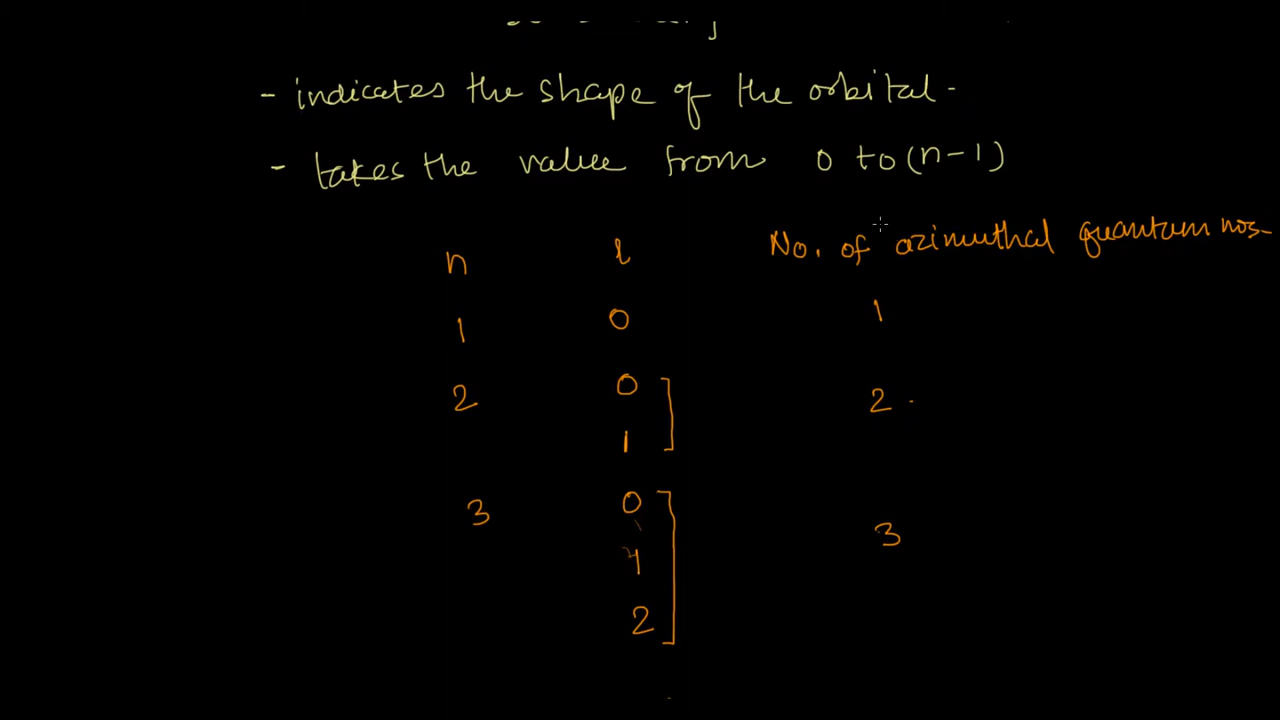 - indicates the shape of the orbital -
- takes the value from 0 to (n-1)
n l No. of azimuthal quantum nos-
1 0 1
2 0 2
1
3 0 3
1
2